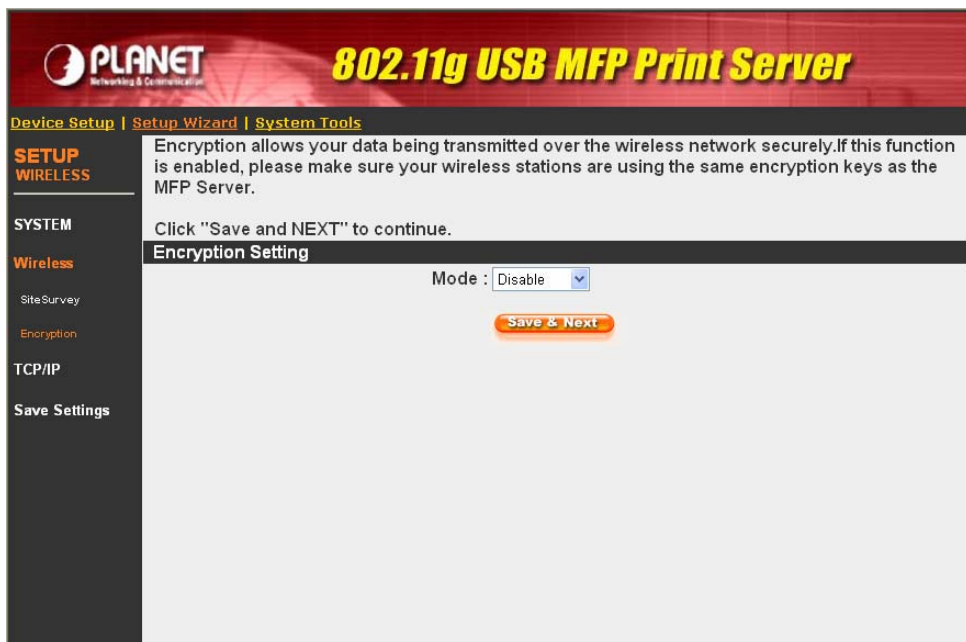 PLANET
Networking & Communication
802.11g USB MFP Print Server
Device Setup | Setup Wizard | System Tools
SETUP
WIRELESS
SYSTEM
Wireless
SiteSurvey
Encryption
TCP/IP
Save Settings
Encryption allows your data being transmitted over the wireless network securely.If this function
is enabled, please make sure your wireless stations are using the same encryption keys as the
MFP Server.
Click "Save and NEXT" to continue.
Encryption Setting
Mode : Disable
Save & Next